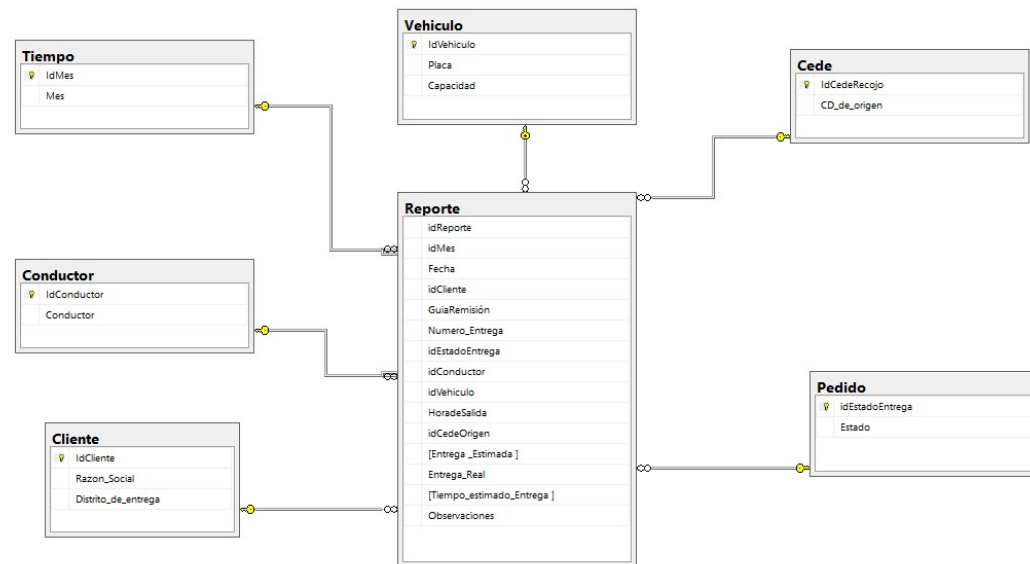 Tiempo
IdMes
Mes
Vehiculo
IdVehiculo
Placa
Capacidad
Cede
IdCedeRecojo
CD_de_origen
Conductor
IdConductor
Conductor
Cliente
IdCliente
Razon_Social
Distrito_de_entrega
Reporte
idReporte
idMes
Fecha
idCliente
GuiaRemisión
Numero_Entrega
idEstadoEntrega
idConductor
idVehiculo
HoradeSalida
idCedeOrigen
[Entrega _Estimada ]
Entrega_Real
[Tiempo_estimado_Entrega ]
Observaciones
Pedido
idEstadoEntrega
Estado